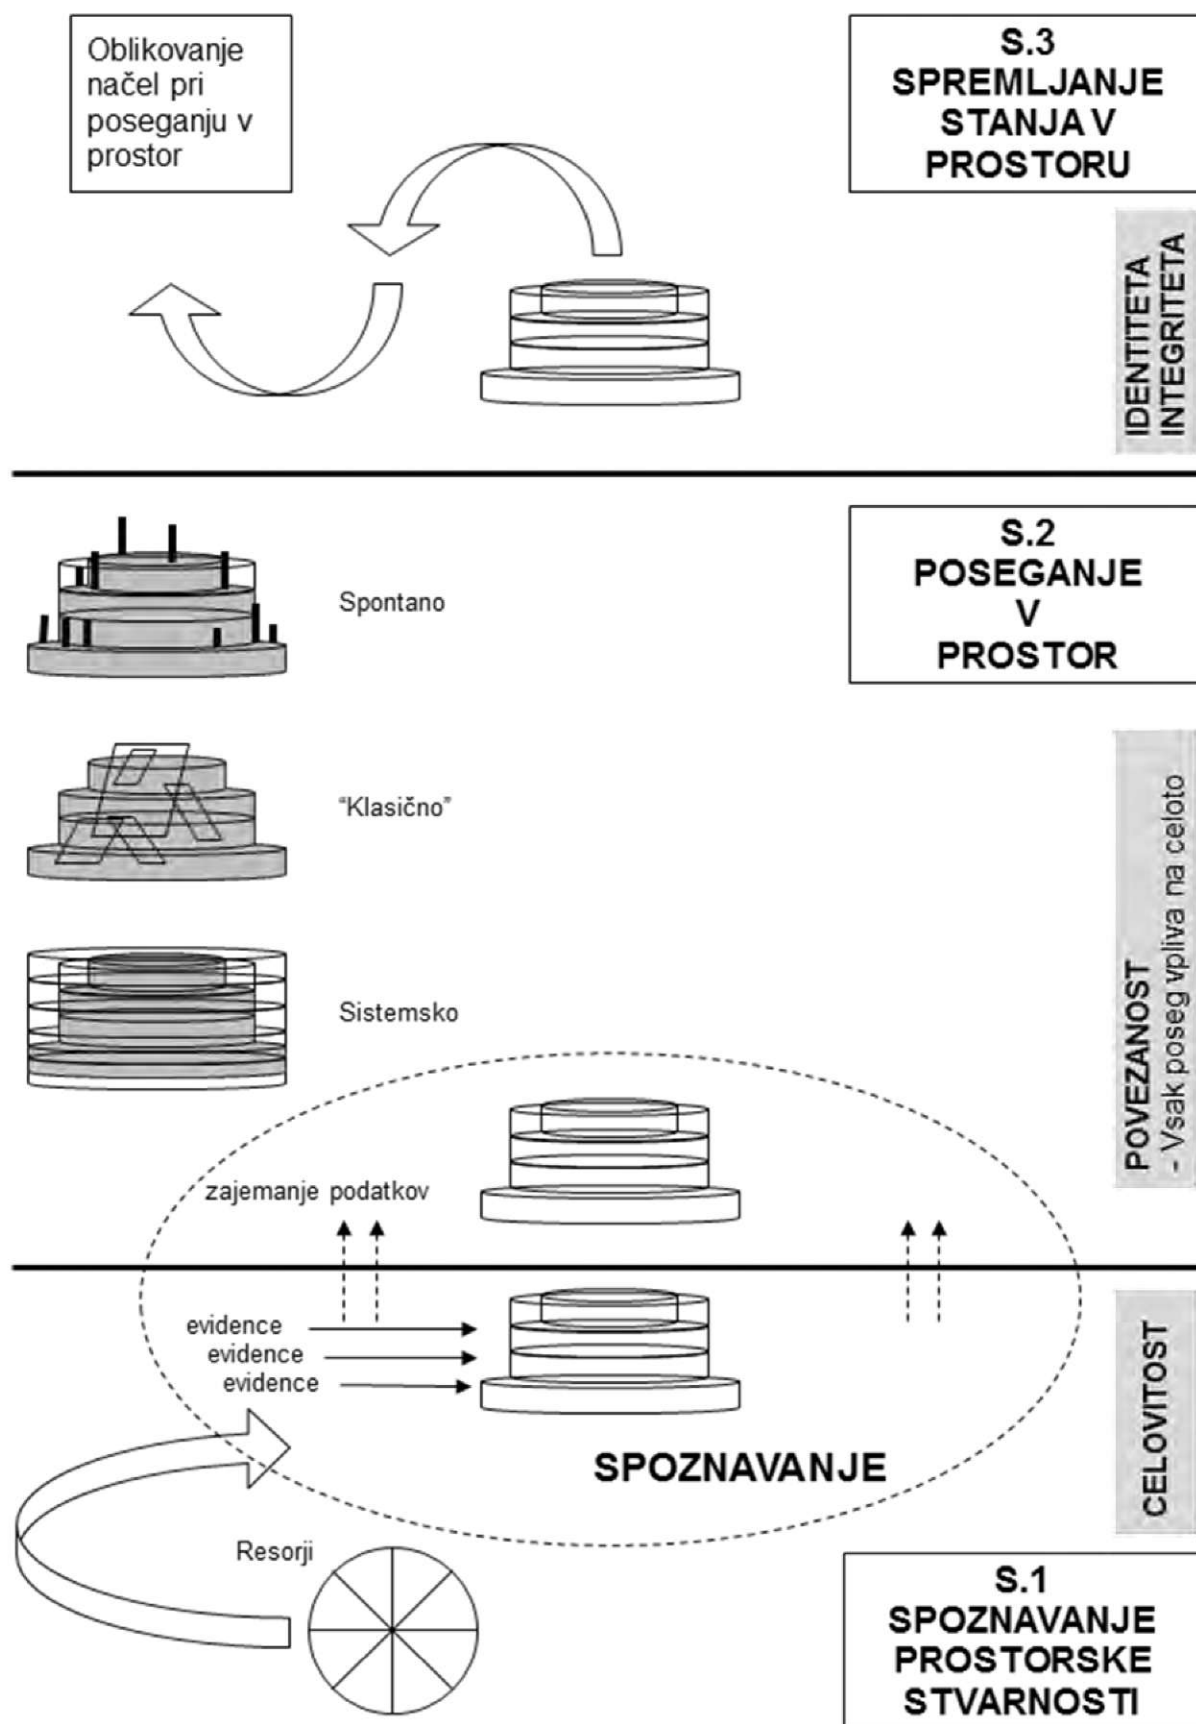 Oblikovanje
načel pri
poseganju v
prostor
S.3
SPREMLJANJE
STANJA V
PROSTORU
IDENTITETA
INTEGRITETA
S.2
POSEGANJE
V
PROSTOR
Spontano
"Klasično"
Sistemsko
POVEZANOST
- Vsak poseg vpliva na celoto
zajemanje podatkov
evidence
evidence
evidence
SPOZNAVANJE
CELOVITOST
Resorji
S.1
SPOZNAVANJE
PROSTORSKE
STVARNOSTI